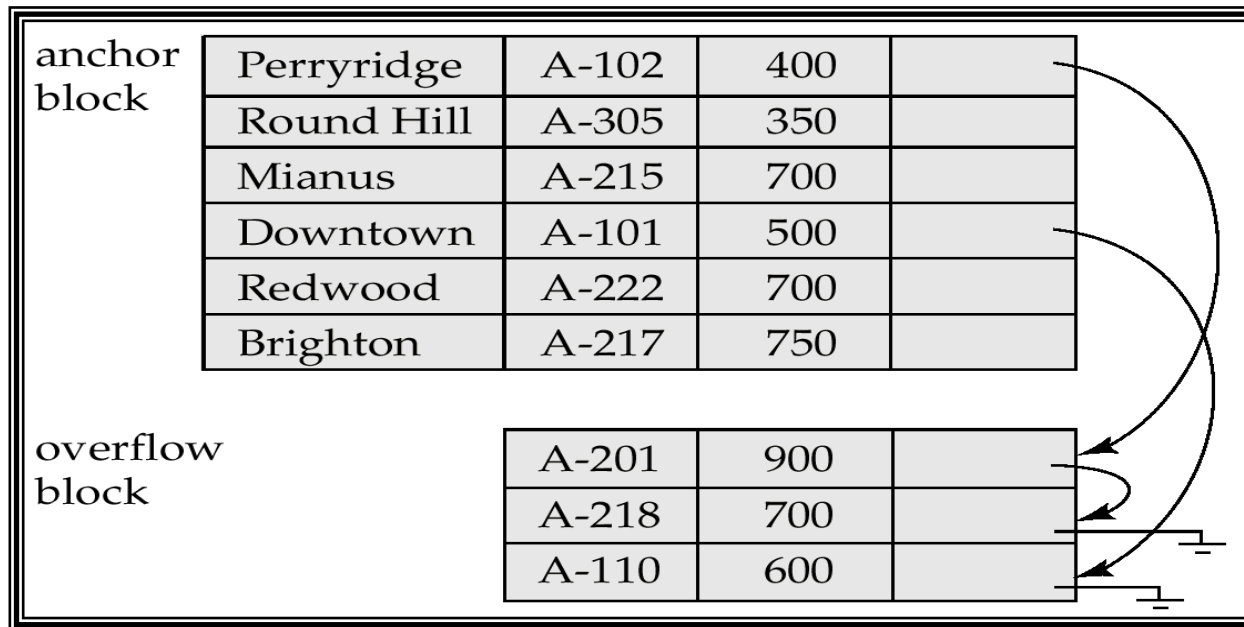 anchor block
Perryridge A-102 400
Round Hill A-305 350
Mianus A-215 700
Downtown A-101 500
Redwood A-222 700
Brighton A-217 750
overflow block
A-201 900
A-218 700
A-110 600